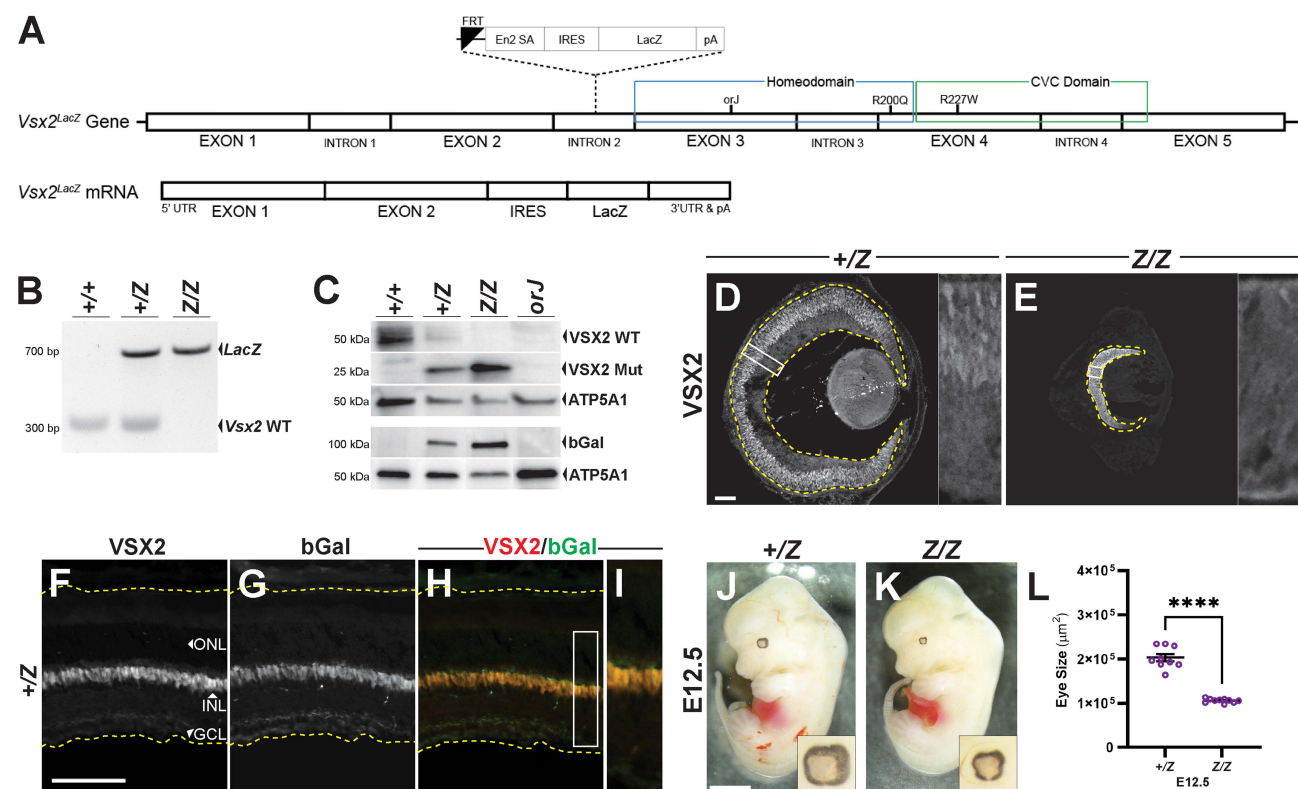 A
FRT
En2 SA IRES LacZ pA
Homeodomain CVC Domain
orJ R200Q R227W
Vsx2LacZ Gene
EXON 1 INTRON 1 EXON 2 INTRON 2 EXON 3 INTRON 3 EXON 4 INTRON 4 EXON 5
Vsx2LacZ mRNA
5' UTR EXON 1 EXON 2 IRES LacZ 3'UTR & pA
B
+/+ +/Z Z/Z
700 bp LacZ
300 bp Vsx2 WT
C
+/+ +/Z Z/Z orJ
50 kDa VSX2 WT
25 kDa VSX2 Mut
50 kDa ATP5A1
100 kDa bGal
50 kDa ATP5A1
+/Z Z/Z
VSX2
D E
VSX2 bGal VSX2/bGal
+/Z
F G H I
ONL
INL
GCL
+/Z Z/Z
E12.5
J K
L
Eye Size (μm2)
4×105
3×105
2×105
1×105
0
****
+/Z Z/Z
E12.5